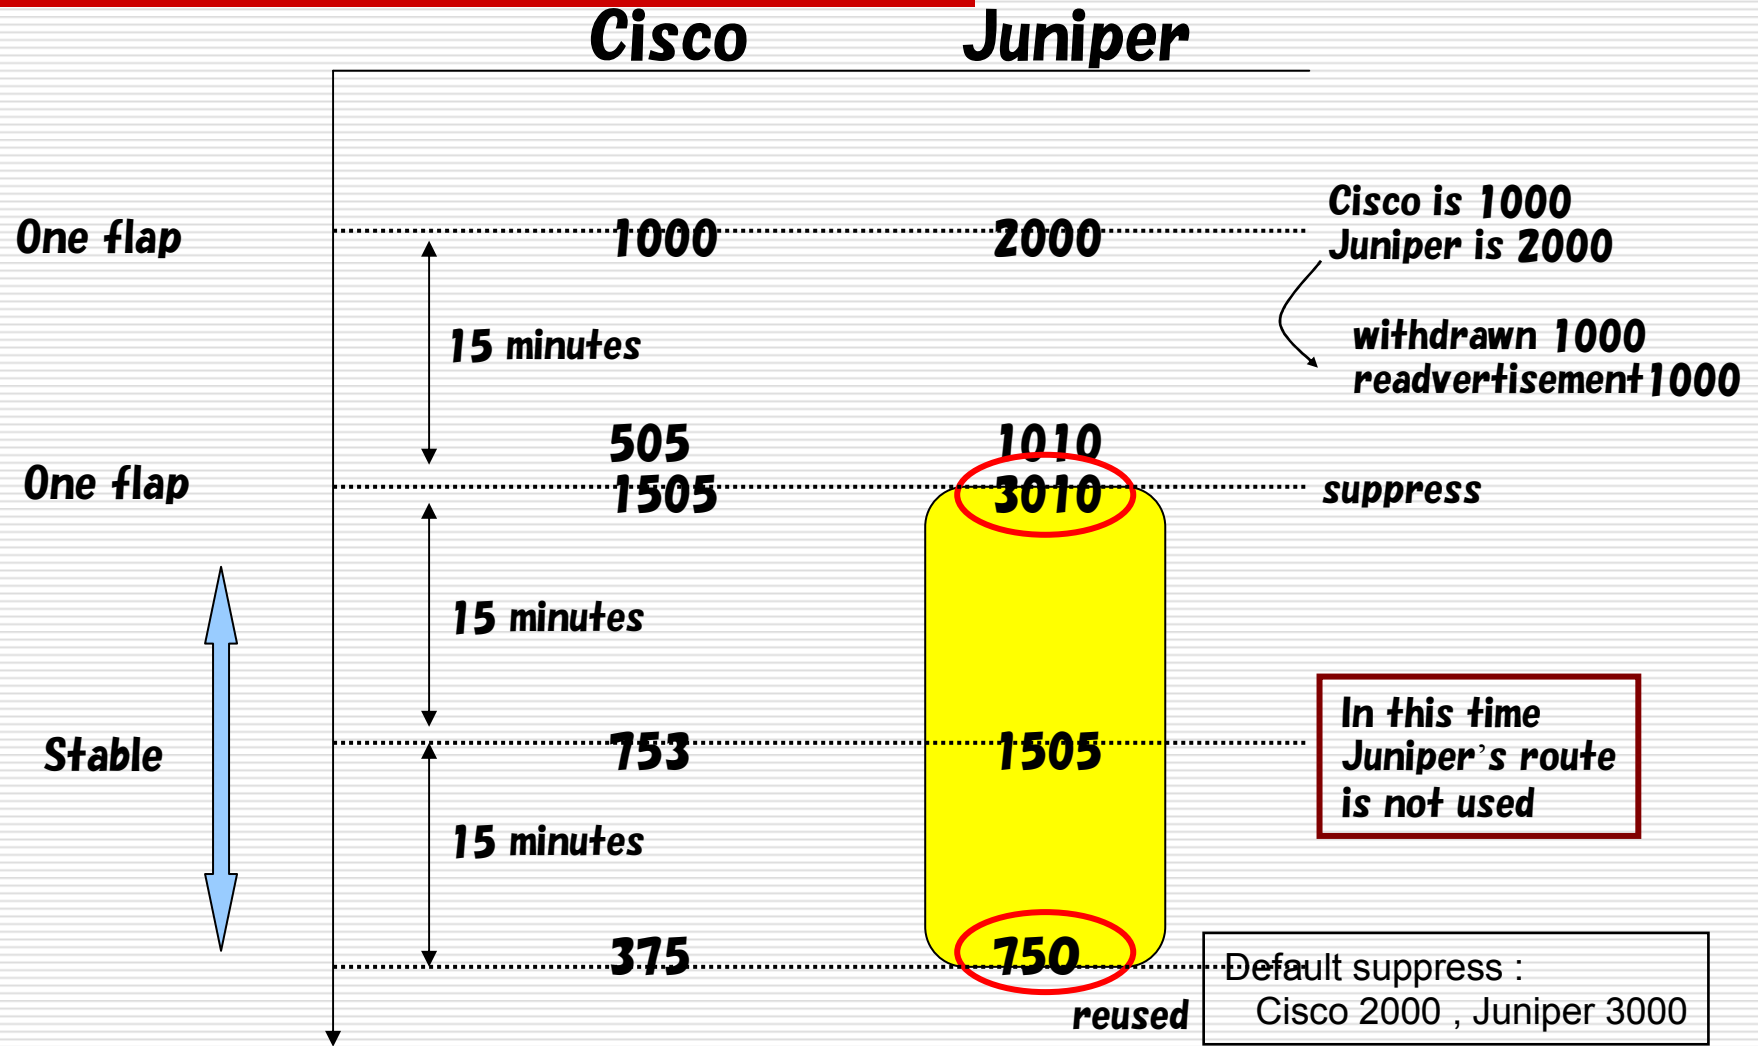 Cisco Juniper
One flap 1000 2000
Cisco is 1000
Juniper is 2000
15 minutes
withdrawn 1000
readvertisement 1000
505 1010
One flap 1505 3010 suppress
15 minutes
Stable 753 1505
In this time
Juniper's route
is not used
15 minutes
375 750
reused
Default suppress :
Cisco 2000 , Juniper 3000